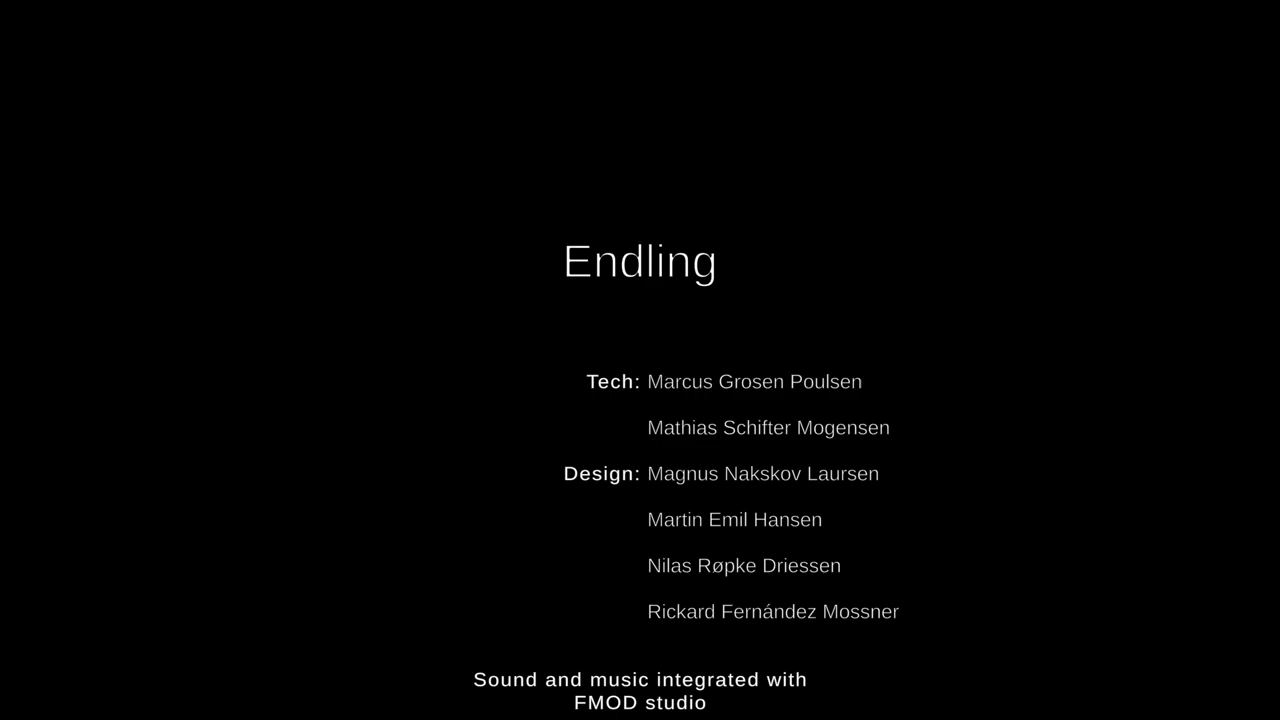 Endling
Tech: Marcus Grosen Poulsen
Mathias Schifter Mogensen
Design: Magnus Nakskov Laursen
Martin Emil Hansen
Nilas Røpke Driessen
Rickard Fernández Mossner
Sound and music integrated with
FMOD studio